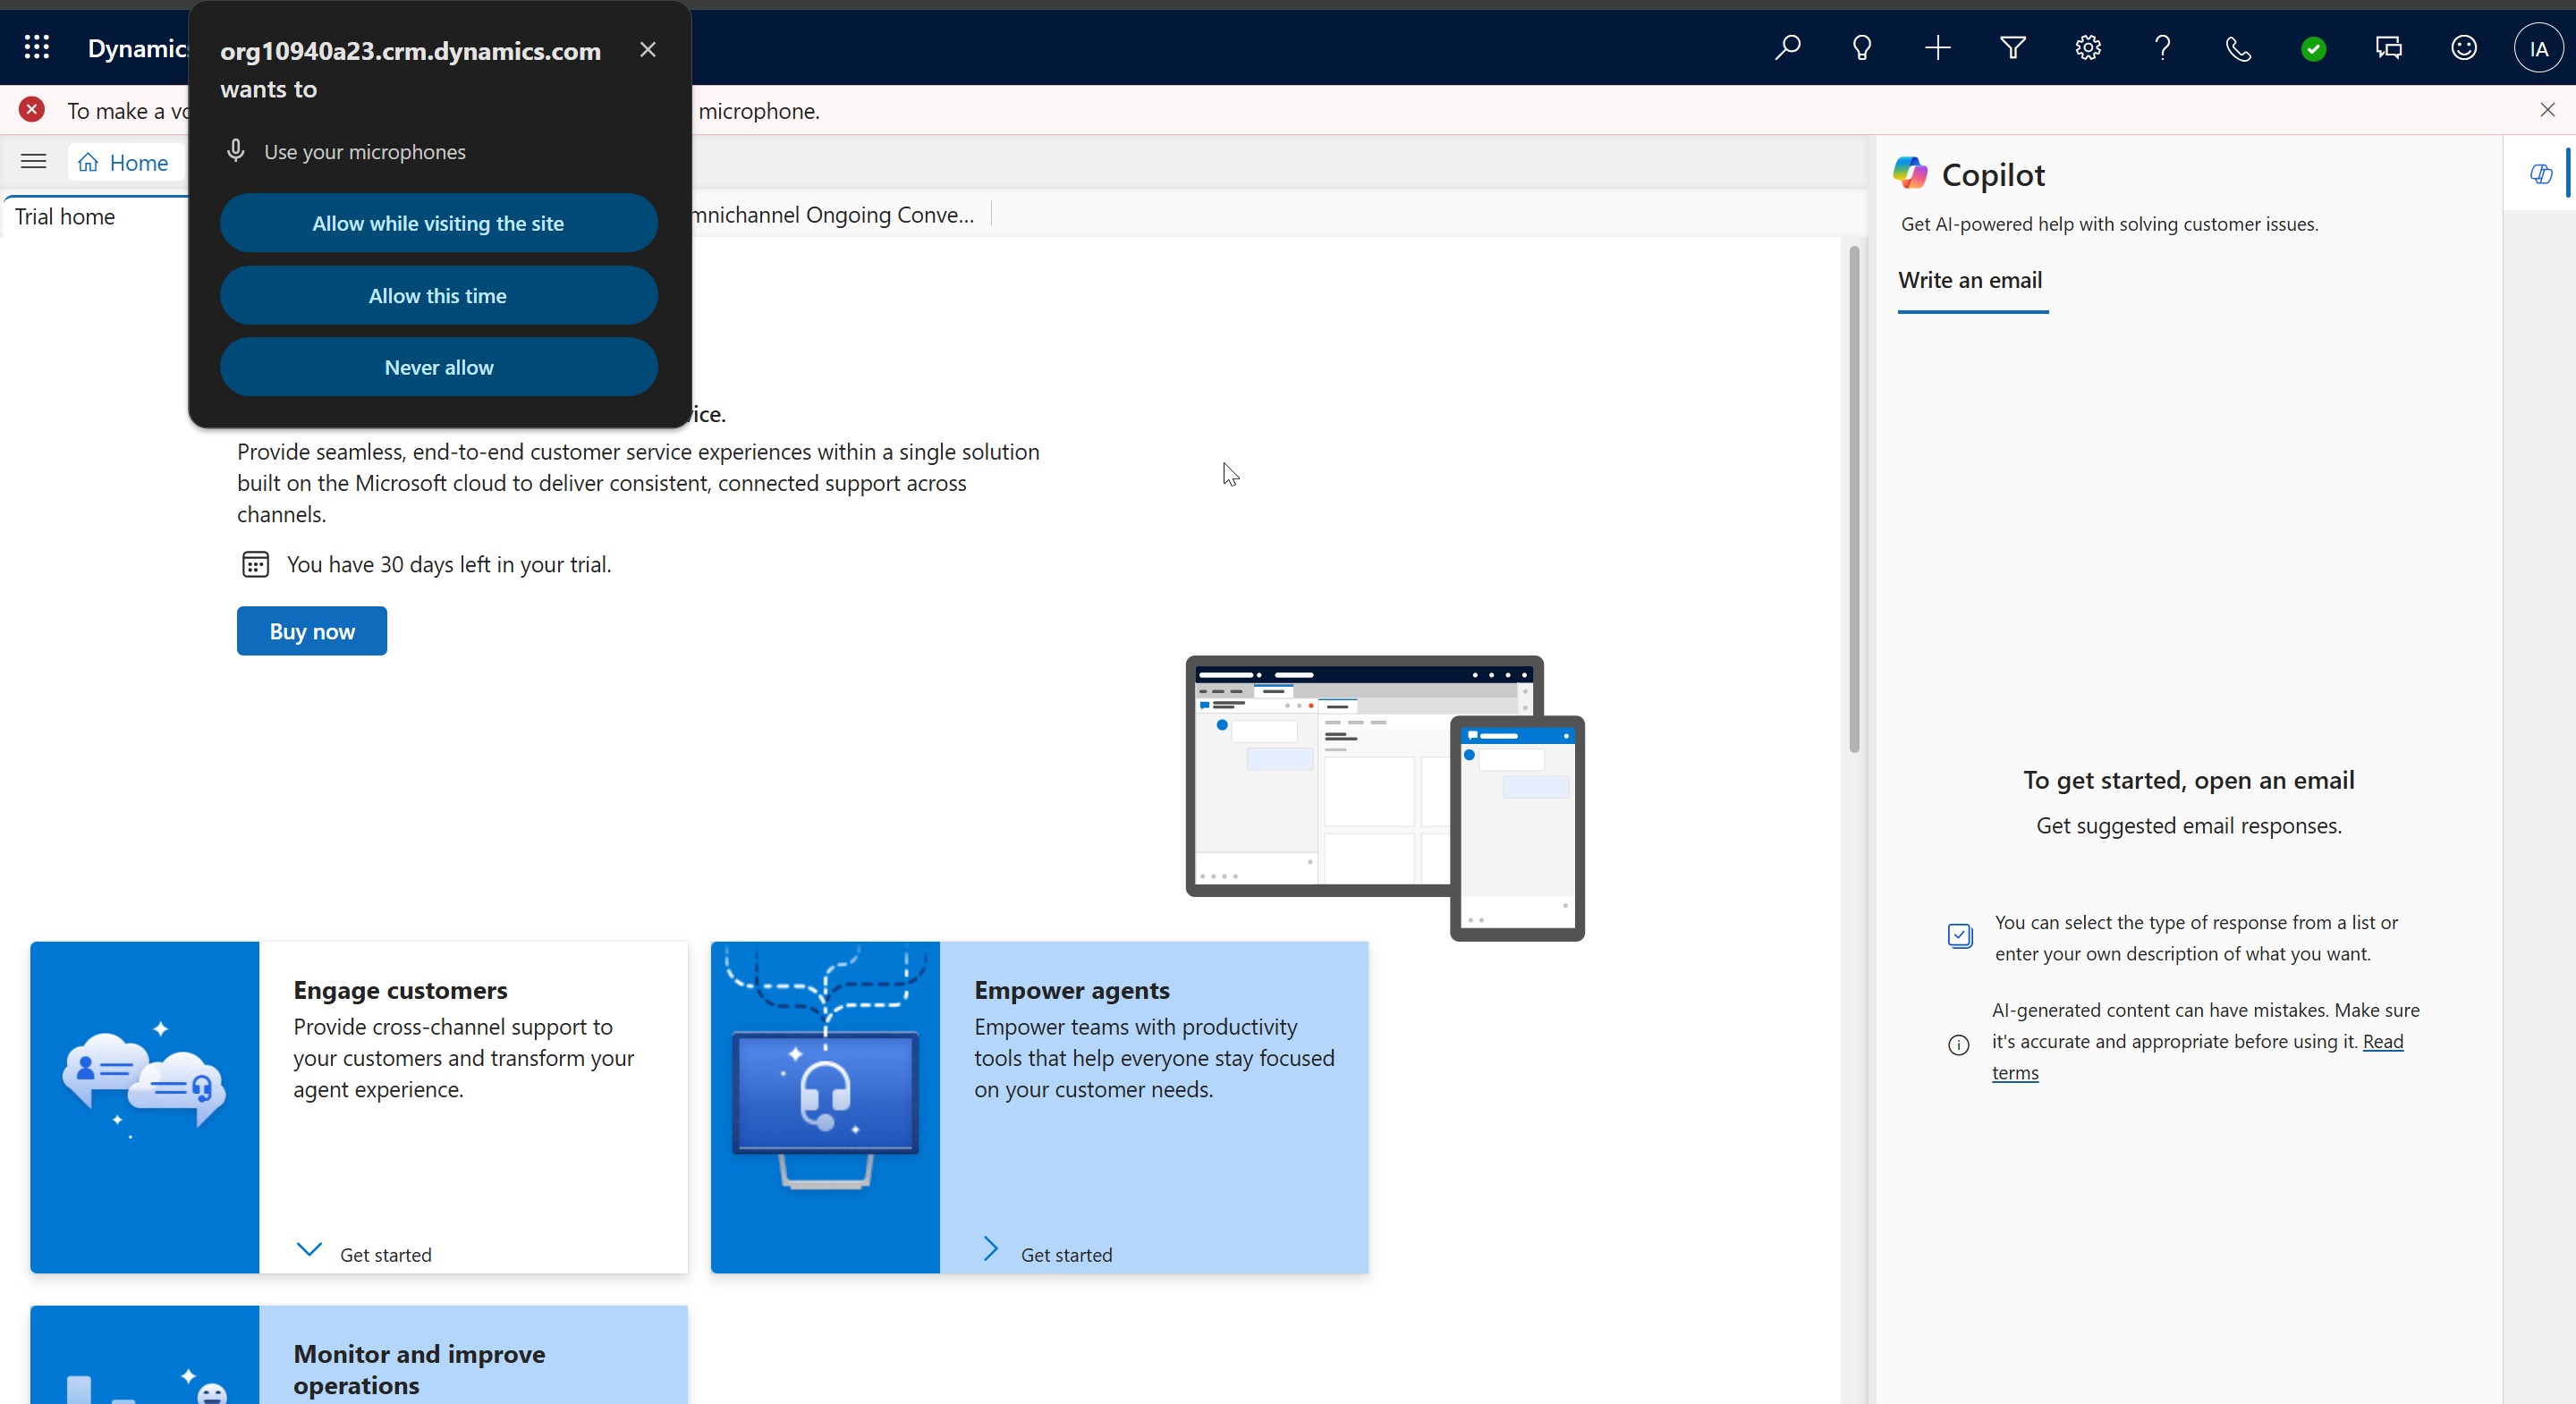 Dynamic
IA
org10940a23.crm.dynamics.com
wants to
Use your microphones
Allow while visiting the site
Allow this time
Never allow
To make a vo
microphone.
Home
Trial home
mnichannel Ongoing Conve...
ice.
Provide seamless, end-to-end customer service experiences within a single solution
built on the Microsoft cloud to deliver consistent, connected support across
channels.
You have 30 days left in your trial.
Buy now
Engage customers
Provide cross-channel support to
your customers and transform your
agent experience.
Get started
Empower agents
Empower teams with productivity
tools that help everyone stay focused
on your customer needs.
Get started
Monitor and improve
operations
Copilot
Get AI-powered help with solving customer issues.
Write an email
To get started, open an email
Get suggested email responses.
You can select the type of response from a list or
enter your own description of what you want.
AI-generated content can have mistakes. Make sure
it's accurate and appropriate before using it. Read
terms